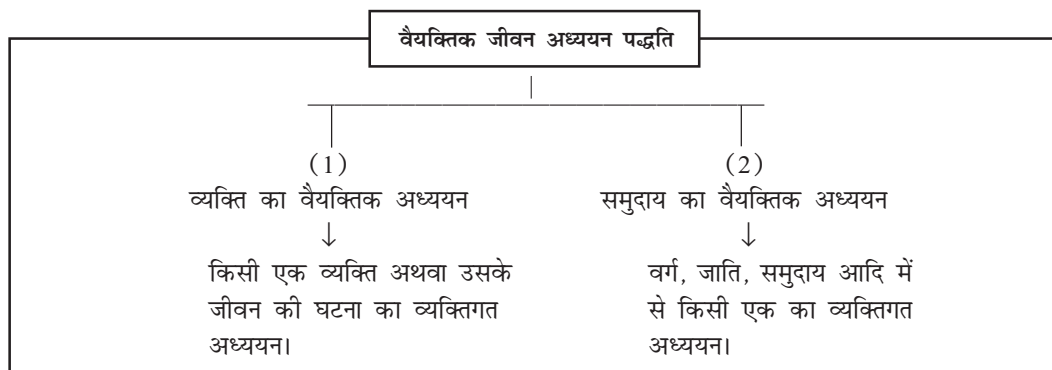 वैयक्तिक जीवन अध्ययन पद्धति
(1)
व्यक्ति का वैयक्तिक अध्ययन
↓
किसी एक व्यक्ति अथवा उसके
जीवन की घटना का व्यक्तिगत
अध्ययन।
(2)
समुदाय का वैयक्तिक अध्ययन
↓
वर्ग, जाति, समुदाय आदि में
से किसी एक का व्यक्तिगत
अध्ययन।